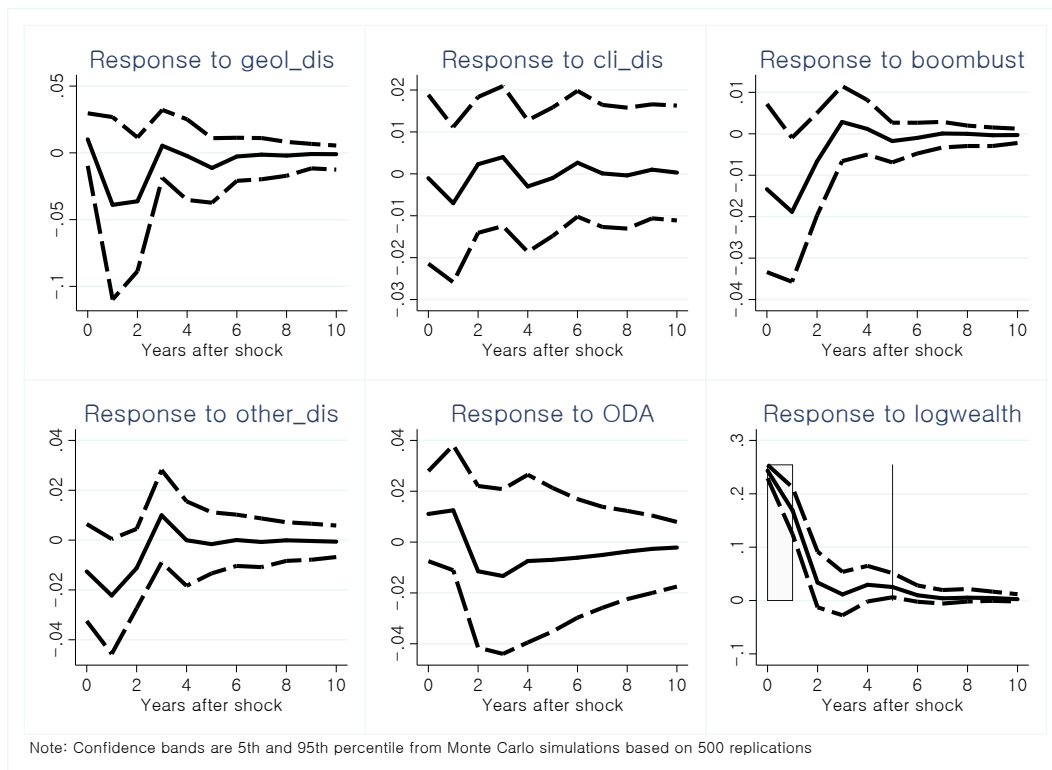 Response to geol_dis
.05
0
-.05
-.1
0 2 4 6 8 10
Years after shock
Response to cli_dis
.02
.01
0
-.01
-.02
-.03
0 2 4 6 8 10
Years after shock
Response to boombust
.01
0
-.01
-.02
-.03
-.04
0 2 4 6 8 10
Years after shock
Response to other_dis
.04
.02
0
-.02
-.04
0 2 4 6 8 10
Years after shock
Response to ODA
.04
.02
0
-.02
-.04
0 2 4 6 8 10
Years after shock
Response to logwealth
.3
.2
.1
0
-.1
0 2 4 6 8 10
Years after shock
Note: Confidence bands are 5th and 95th percentile from Monte Carlo simulations based on 500 replications